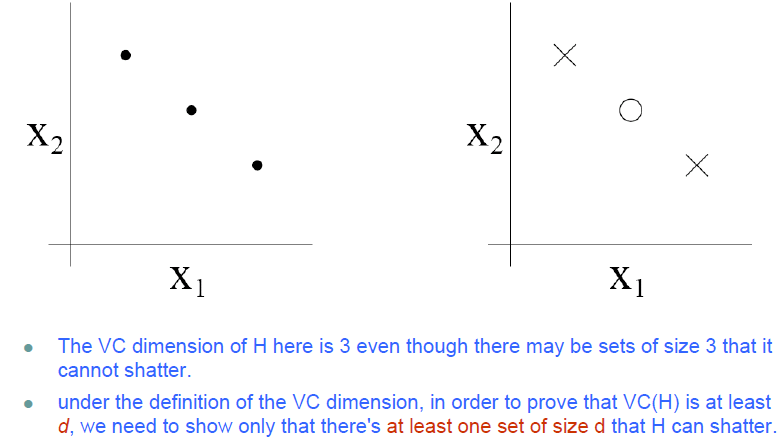 X2 X2
X1 X1
The VC dimension of H here is 3 even though there may be sets of size 3 that it
cannot shatter.
under the definition of the VC dimension, in order to prove that VC(H) is at least
d, we need to show only that there's at least one set of size d that H can shatter.